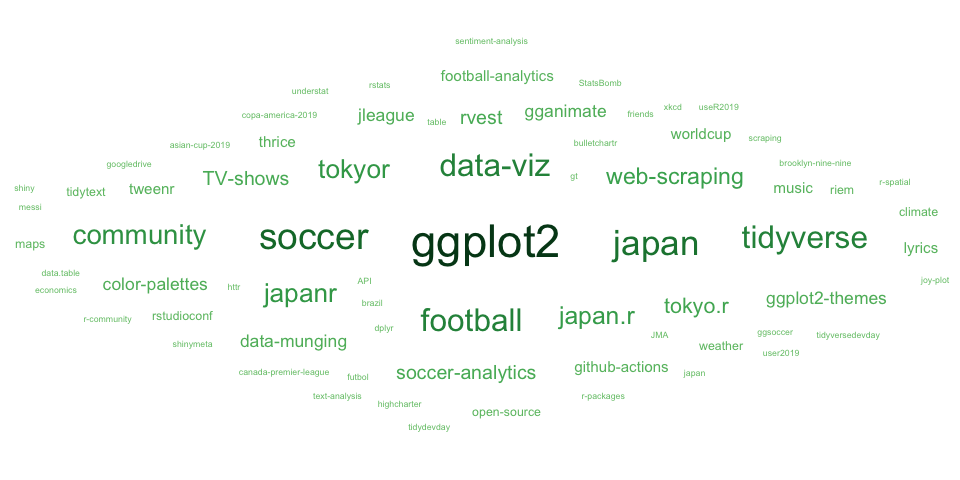 sentiment-analysis
football-analytics
StatsBomb
rstats
understat
xkcd
useR2019
copa-america-2019
jleague
table
rvest
gganimate
friends
worldcup
scraping
asian-cup-2019
thrice
bulletchartr
googledrive
tokyor
data-viz
brooklyn-nine-nine
shiny
tidytext
tweenr
TV-shows
gt
web-scraping
music
riem
r-spatial
messi
climate
maps
community
soccer
ggplot2
japan
tidyverse
lyrics
data.table
economics
color-palettes
httr
japanr
API
brazil
joy-plot
ggplot2-themes
tokyo.r
r-community
rstudioconf
dplyr
football
japan.r
JMA
ggsoccer
tidyversedevday
shinymeta
data-munging
weather
user2019
canada-premier-league
futbol
soccer-analytics
github-actions
japan
text-analysis
highcharter
open-source
r-packages
tidydevday